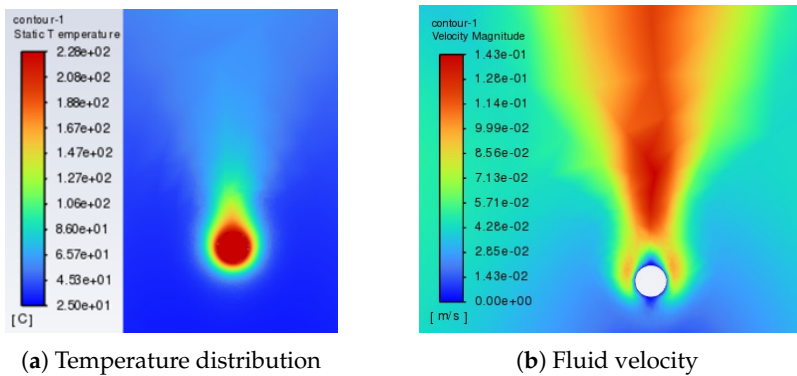 contour-1
Static T emperature
2.28e+02
2.08e+02
1.87e+02
1.67e+02
1.47e+02
1.26e+02
1.06e+02
8.60e+01
6.57e+01
4.53e+01
2.50e+01
[C]
(a) Temperature distribution
contour-1
Velocity Magnitude
1.43e-01
1.28e-01
1.14e-01
9.99e-02
8.56e-02
7.13e-02
5.71e-02
4.28e-02
2.85e-02
1.43e-02
0.00e+00
[ m/s ]
(b) Fluid velocity